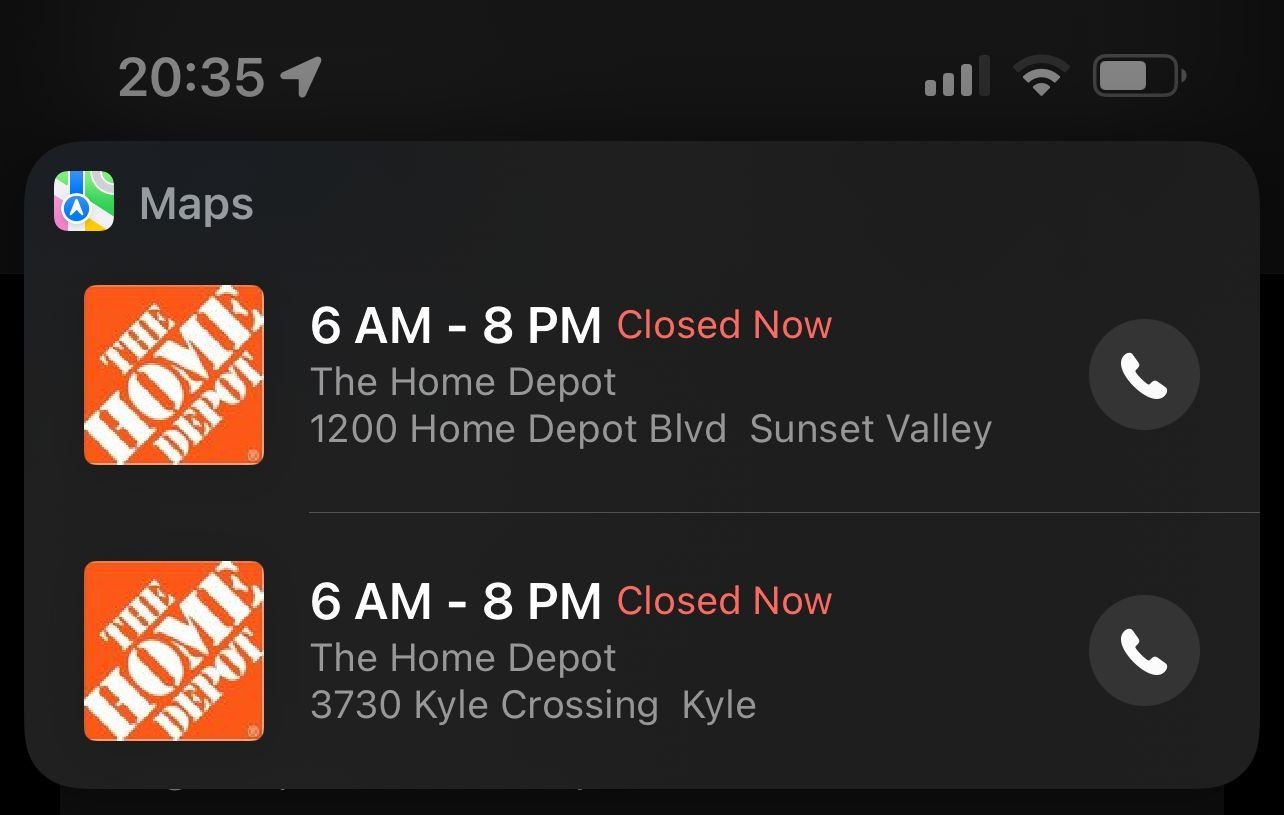 20:35
Maps
THE
HOME
DEPOT
®
6 AM – 8 PM Closed Now
The Home Depot
1200 Home Depot Blvd  Sunset Valley
THE
HOME
DEPOT
®
6 AM – 8 PM Closed Now
The Home Depot
3730 Kyle Crossing  Kyle